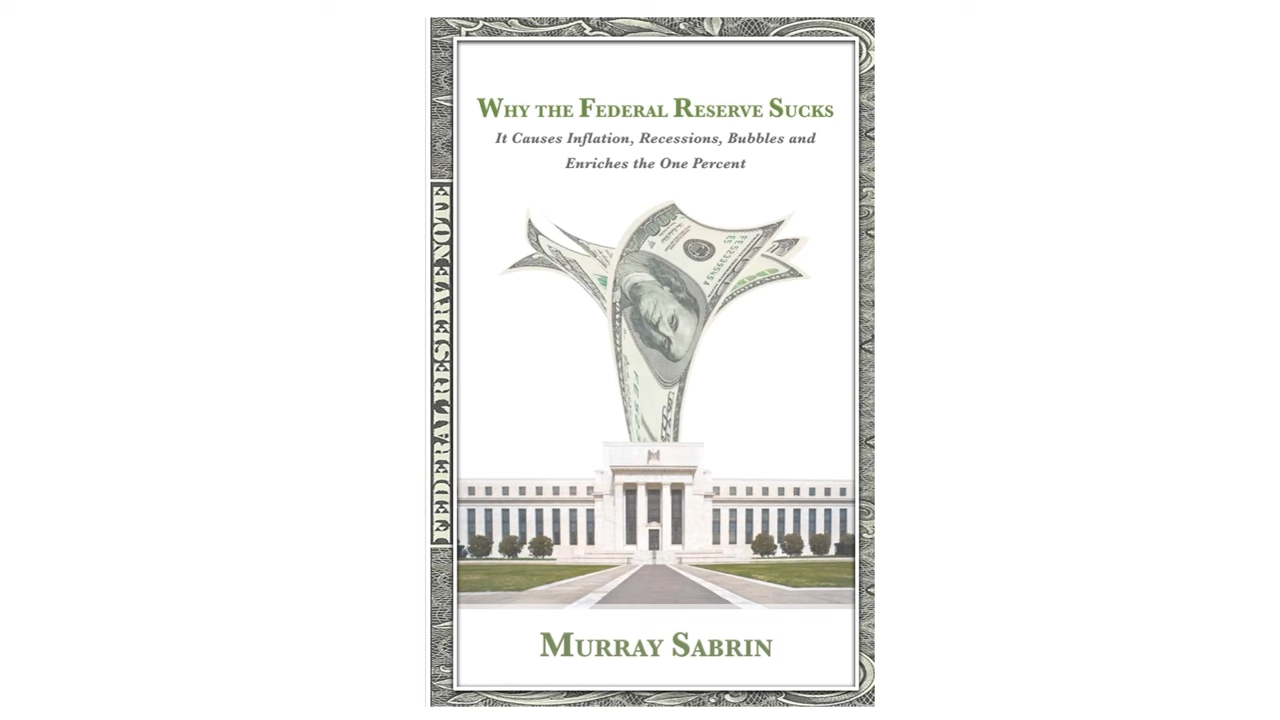 WHY THE FEDERAL RESERVE SUCKS
It Causes Inflation, Recessions, Bubbles and
Enriches the One Percent
FEDERAL RESERVE NOTE
100
MURRAY SABRIN